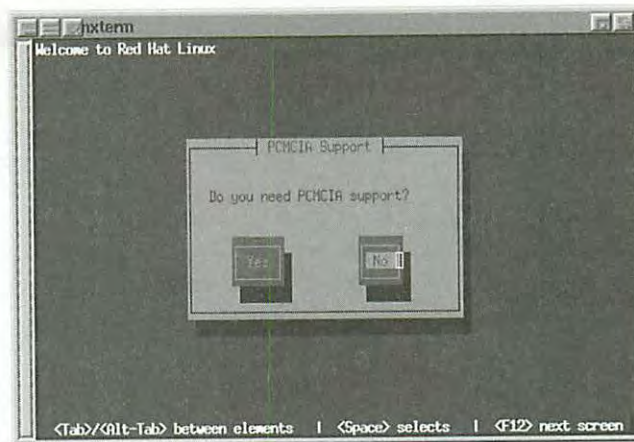 nxterm
Welcome to Red Hat Linux
PCMCIA Support
Do you need PCMCIA support?
Yes No
<Tab>/<Alt-Tab> between elements | <Space> selects | <F12> next screen